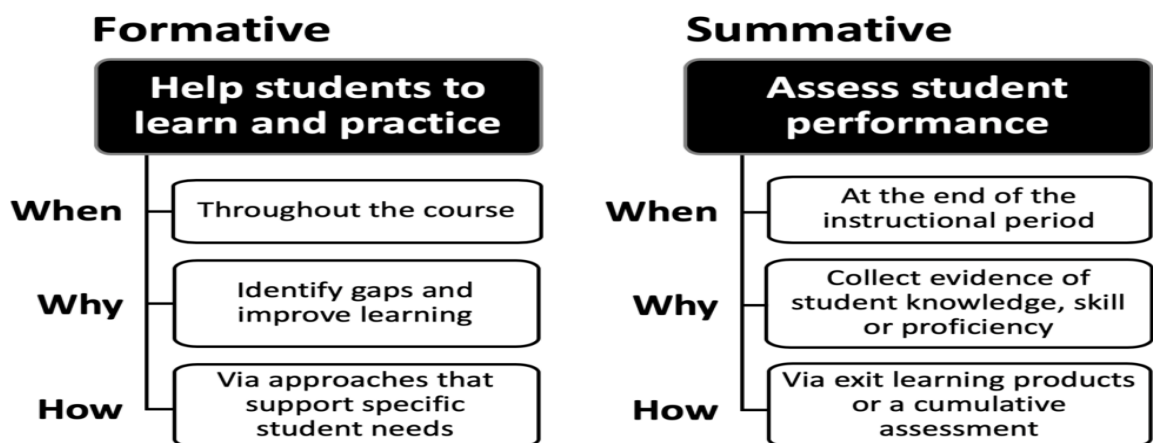 Formative
Help students to
learn and practice
When
Throughout the course
Why
Identify gaps and
improve learning
How
Via approaches that
support specific
student needs
Summative
Assess student
performance
When
At the end of the
instructional period
Why
Collect evidence of
student knowledge, skill
or proficiency
How
Via exit learning products
or a cumulative
assessment